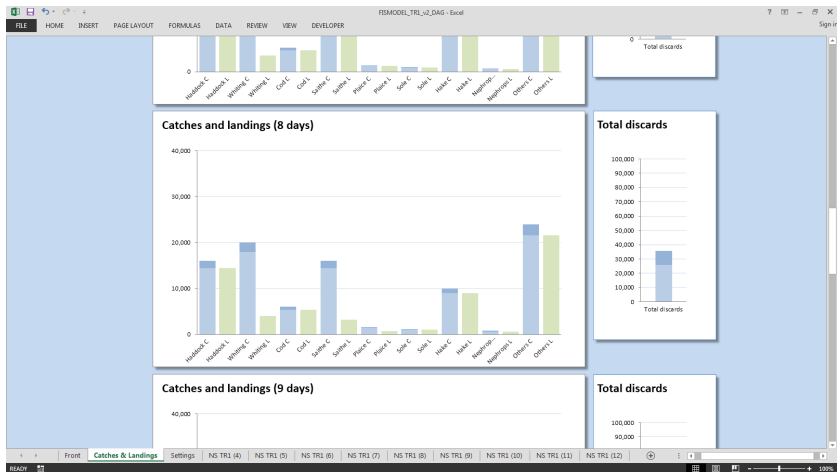 FISMODEL_TR1_v2_DAG - Excel
Sign in
FILE HOME INSERT PAGE LAYOUT FORMULAS DATA REVIEW VIEW DEVELOPER
0
Haddock C Haddock L Whiting C Whiting L Cod C Cod L Saithe C Saithe L Plaice C Plaice L Sole C Sole L Hake C Hake L Nephrop... Nephrops L Others C Others L
0
Total discards
Catches and landings (8 days)
40,000
30,000
20,000
10,000
0
Haddock C Haddock L Whiting C Whiting L Cod C Cod L Saithe C Saithe L Plaice C Plaice L Sole C Sole L Hake C Hake L Nephrop... Nephrops L Others C Others L
Total discards
100,000
90,000
80,000
70,000
60,000
50,000
40,000
30,000
20,000
10,000
0
Total discards
Catches and landings (9 days)
40,000
Total discards
100,000
90,000
Front Catches & Landings Settings NS TR1 (4) NS TR1 (5) NS TR1 (6) NS TR1 (7) NS TR1 (8) NS TR1 (9) NS TR1 (10) NS TR1 (11) NS TR1 (12)
READY
100%